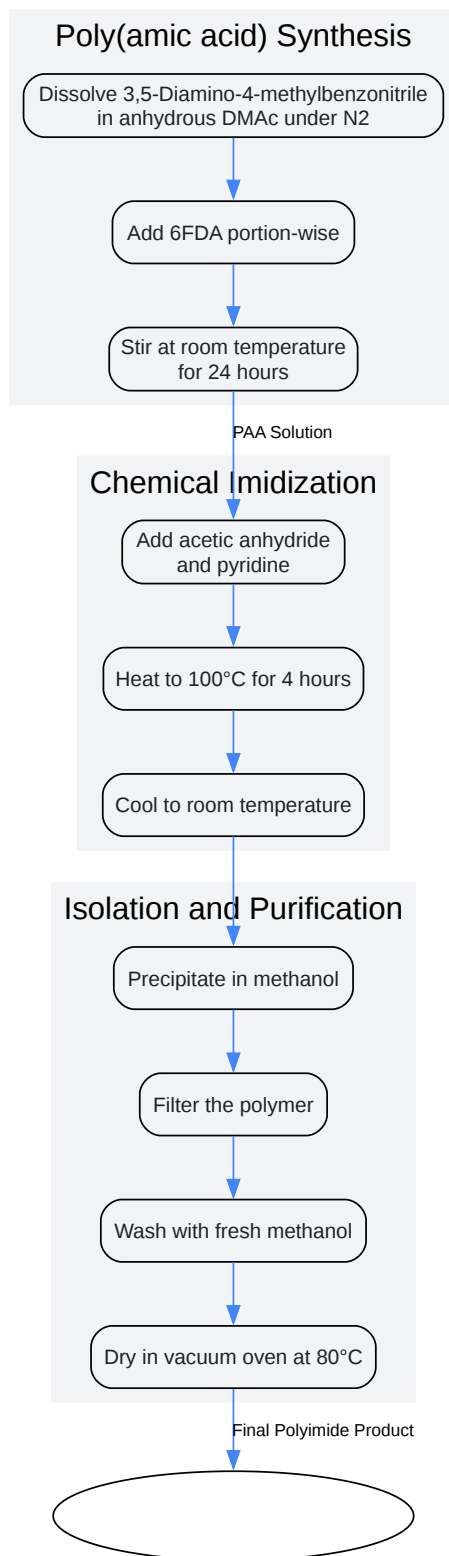 Poly(amic acid) Synthesis
Dissolve 3,5-Diamino-4-methylbenzonitrile
in anhydrous DMAc under N2
Add 6FDA portion-wise
Stir at room temperature
for 24 hours
PAA Solution
Chemical Imidization
Add acetic anhydride
and pyridine
Heat to 100°C for 4 hours
Cool to room temperature
Isolation and Purification
Precipitate in methanol
Filter the polymer
Wash with fresh methanol
Dry in vacuum oven at 80°C
Final Polyimide Product